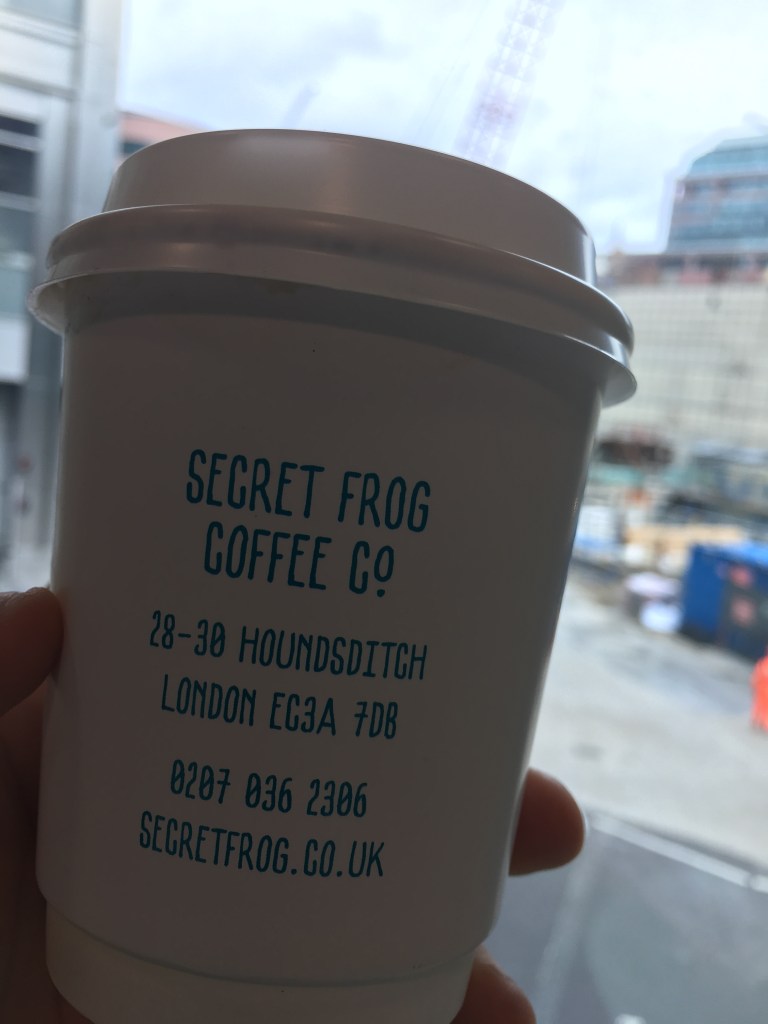 SECRET FROG
COFFEE Co
28-30 HOUNDSDITCH
LONDON EC3A 7DB
0207 036 2306
SECRETFROG.CO.UK